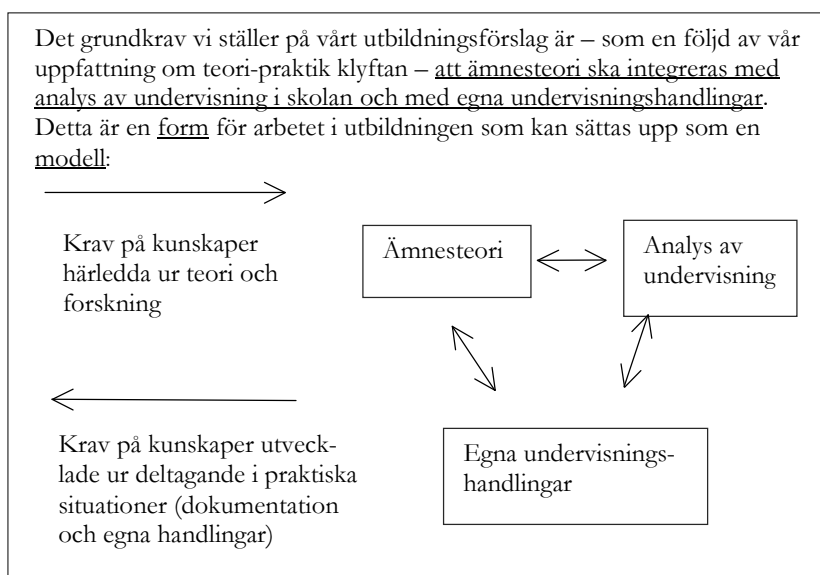 Det grundkrav vi ställer på vårt utbildningsförslag är – som en följd av vår
uppfattning om teori-praktik klyftan – att ämnesteori ska integreras med
analys av undervisning i skolan och med egna undervisningshandlingar.
Detta är en form för arbetet i utbildningen som kan sättas upp som en
modell:
Krav på kunskaper
härledda ur teori och
forskning
Ämnesteori
Analys av
undervisning
Krav på kunskaper utveck-
lade ur deltagande i praktiska
situationer (dokumentation
och egna handlingar)
Egna undervisnings-
handlingar